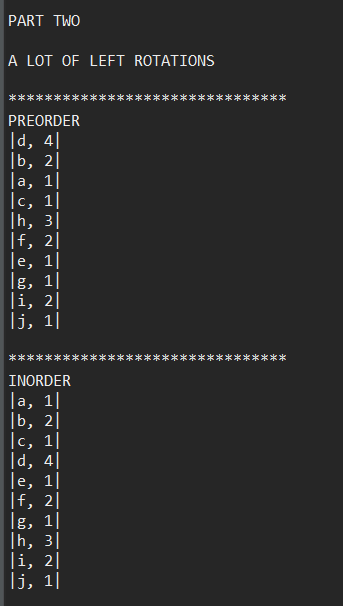 PART TWO
A LOT OF LEFT ROTATIONS
*******************************
PREORDER
|d, 4|
|b, 2|
|a, 1|
|c, 1|
|h, 3|
|f, 2|
|e, 1|
|g, 1|
|i, 2|
|j, 1|
*******************************
INORDER
|a, 1|
|b, 2|
|c, 1|
|d, 4|
|e, 1|
|f, 2|
|g, 1|
|h, 3|
|i, 2|
|j, 1|